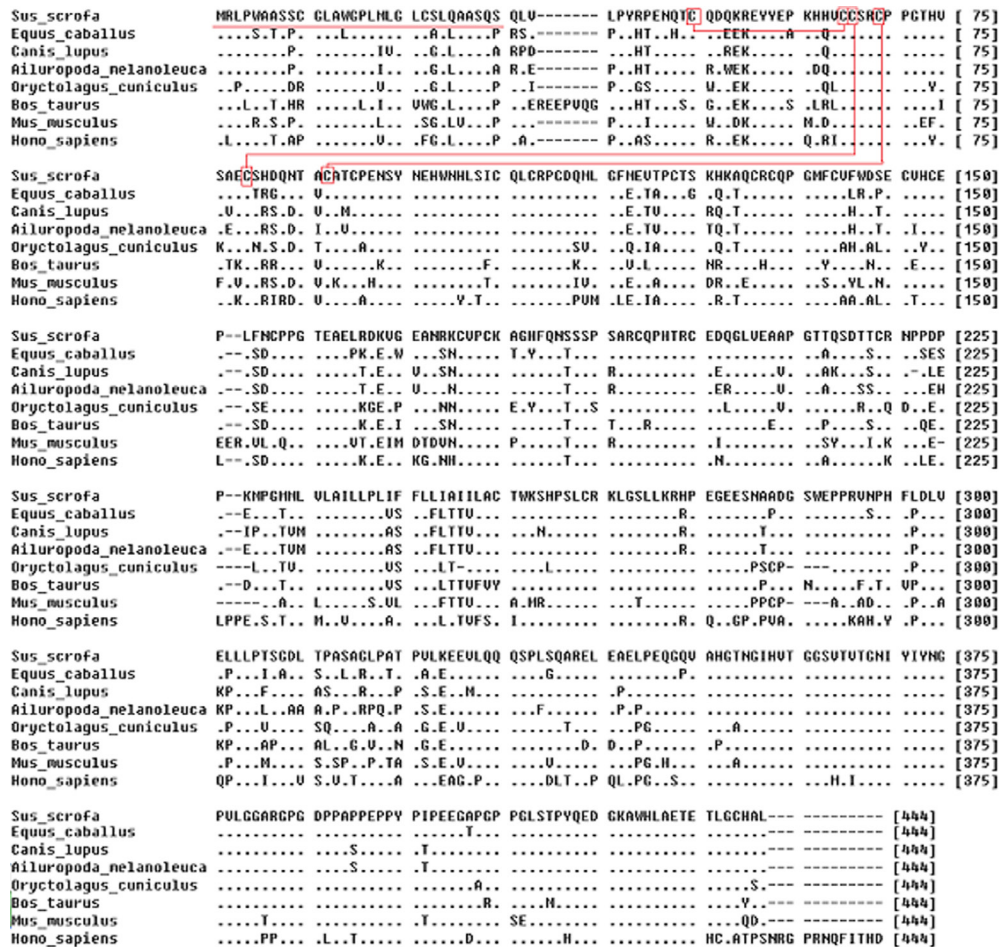 Sus_scrofa MRLPWAASSC GLAWGPLNLG LCSLQAASQS QLV------- LPYRPENQTC QDQKREYYEP KHHVCCSRCP PGTHV [ 75]
Equus_caballus ....S.T.P. ...L...... ...A.L...P RS.------- P..HT...H. ...EEK....A ...Q...... ..... [ 75]
Canis_lupus ........P. .......IV. ..G.L....A RPD------- P..HT..... ...REK.... ...Q...... ..... [ 75]
Ailuropoda_melanoleuca ........P. .......I.. ..G.L....A R.E------- P..HT..... R.WEK..... .DQ....... ..... [ 75]
Oryctolagus_cuniculus ..P.....DR .......V.. ...L.....P ..I------- P..GS..... W..EK..... ...QL..... ...Y. [ 75]
Bos_taurus ...L..T.HR .....L.I.. VWG.L....P ..EREEPVQG ...HT...S. G..EK....S .LRL...... ....I [ 75]
Mus_musculus ....R.S.P. .......L.. .SG.LV...P ...------- P...I..... W..DK..... M.D....... ..EF. [ 75]
Homo_sapiens .L....T.AP .......V.. .FG.L....P .A.------- P..AS..... R..EK..... Q.RI...... ...Y. [ 75]
Sus_scrofa SAECSHDQNT ACATCPENSY NEHWNHLSIC QLCRPCDQNL GFNEVTPCTS KHKAQCRCQP GMFCVFWDSE CVHCE [150]
Equus_caballus ....TRG... V......... .......... .......... ...E.TA...G ..Q.T..... ......LR.P. ..... [150]
Canis_lupus .V...RS.D. V..M...... .......... .......... ...E.TV.... RQ.T...... .....H..T. ..... [150]
Ailuropoda_melanoleuca .E...RS.D. I..V...... .......... .......... ...E.TV.... TQ.T...... .....H..T. ..I.. [150]
Oryctolagus_cuniculus K...N.S.D. T....A.... .......... .......SV. ...Q.IA.... ..Q.T..... ....AH.AL. ..Y.. [150]
Bos_taurus .TK..RR... V.....K... ........F. .......K.. ...V.L..... NR...H.... ...Y...N.. .E... [150]
Mus_musculus F.V..RS.D. V.K...H... ........T. .......IV. ..E.IA..... DR..E..... ...S..YL.N. ..... [150]
Homo_sapiens ..K..RIRD. V....A.... .....Y.T.. .......PVM LE.IA..... ..R.T..... ....AA.AL. .T... [150]
Sus_scrofa P--LFNCPPG TEAELRDKVG EANRKCVPCK AGHFQNSSSP SARCQPHTRC EDQGLVEAAP GTTQSDTTCR NPPDP [225]
Equus_caballus .--.SD.... ....PK.E.W ...SN..... T.Y...T... .......... .......... ...A...S.. ..SES [225]
Canis_lupus .--.SD.... .....T.E.. V..SN..... ......T... R......... .E.....V.. ..AK...S.. .-.LE [225]
Ailuropoda_melanoleuca .--.SD.... .....T.E.. V...N..... ......T... R......... .ER....V.. ...A...SS. ...EH [225]
Oryctolagus_cuniculus .--.SE.... ....KGE.P. ...NN..... E.Y...T..S .......... ..L.....V. .....R..Q D..E. [225]
Bos_taurus .--.SD.... .....K.E.I ...SN..... ......T... T...R..... .....E.... ...P...S.. ..QE. [225]
Mus_musculus EER.VL.Q.. ....VT.EIM DTDVN..... P.....T... R......... .I........ ...SY...I.K ...E- [225]
Homo_sapiens L--.SD.... .....K.E.. KG.NH..... ......T... .......... .N........ ...A.....K ..LE. [225]
Sus_scrofa P--KMPGMNL VLAILLPLIF FLLIAIILAC TWKSHPSLCR KLGSLLKRHP EGEESNAADG SWEPPRVNPH FLDLV [300]
Equus_caballus .--E...T.. .......VS ..FLTTV... .......... .......R.. .....P.... ......S... ..P.. [300]
Canis_lupus .--IP..TVM .......AS ..FLTTV... ...N...... .......R.. .....T.... .......... ..P.. [300]
Ailuropoda_melanoleuca .--E...TVM .......AS ..FLTTV... .......... .......R.. .....T.... .......... ..P.. [300]
Oryctolagus_cuniculus .--.L..TV. .......VS ...LT-.... ....L..... .......... ....PSCP- ---....... ..P.. [300]
Bos_taurus .--D...T.. .......VS ...LTTVFVY .......... .......... .....P.... N.....F.T. VP... [300]
Mus_musculus -----..A.. L.....S.VL ..FTTV.... A.MR...... ....T..... ....PPCP- ---A..AD.. ..P..A [300]
Homo_sapiens LPPE.S.T.. M..V....A. ...L.TVFS. I......... .......R.. Q..GP.PVA. .....KAH.Y ..P... [300]
Sus_scrofa ELLLPTSGDL TPASAGLPAT PVLKEEVLQQ QSPLSQAREL EAELPEQGQV AHGTNGIHVT GGSVTVTGNI YIYNG [375]
Equus_caballus .P...I.A.. S..L.R..T. .A.E...... ....G..... .......P.. .......... .......... ..... [375]
Canis_lupus KP...F.... AS...R...P .S.E...M.. .......... .P........ .......... .......... ..... [375]
Ailuropoda_melanoleuca KP...L..AA A.P..RPQ.P .S.E...... ...F...... .P.P...... .......... .......... ..... [375]
Oryctolagus_cuniculus .P...V.... SQ...A...G .G.E.V.... ......T... ...PG..... ...A...... .......... ..... [375]
Bos_taurus KP...AP... AL..G.V..N .G.E...... .......D. D..P...... .P........ .......... ..... [375]
Mus_musculus .P...M.... S.SP..P.TA .S.E.V.... ...V...... ...PG.H... ...A...... .......... ..... [375]
Homo_sapiens QP...I...V S.V.T....A ...EAG.P.. ...DLT..P QL.PG..S.. ......H.I. .......... ..... [375]
Sus_scrofa PVLGGARGPG DPPAPPEPPY PIPEEGAPGP PGLSTPYQED GKAWHLAETE TLGCHAL--- ---------- [444]
Equus_caballus .......... .......... ......T... .......... .......... .......--- ---------- [444]
Canis_lupus .......... ....S..... ..T....... .......... .......... .......--- ---------- [444]
Ailuropoda_melanoleuca .......... ....S..... ..T....... .......... .......... .......--- ---------- [444]
Oryctolagus_cuniculus .......... .......... .......A.. .......... .......... .....S.--- ---------- [444]
Bos_taurus .......... .......... ........R. ....M..... .......... ....Y..--- ---------- [444]
Mus_musculus .....T.... .......... ..T....... SE........ .......... ....QD.--- ---------- [444]
Homo_sapiens .....PP... .L..T..... ......D... ......H... .......... HC.ATPSNRG PRNQFITHD [444]